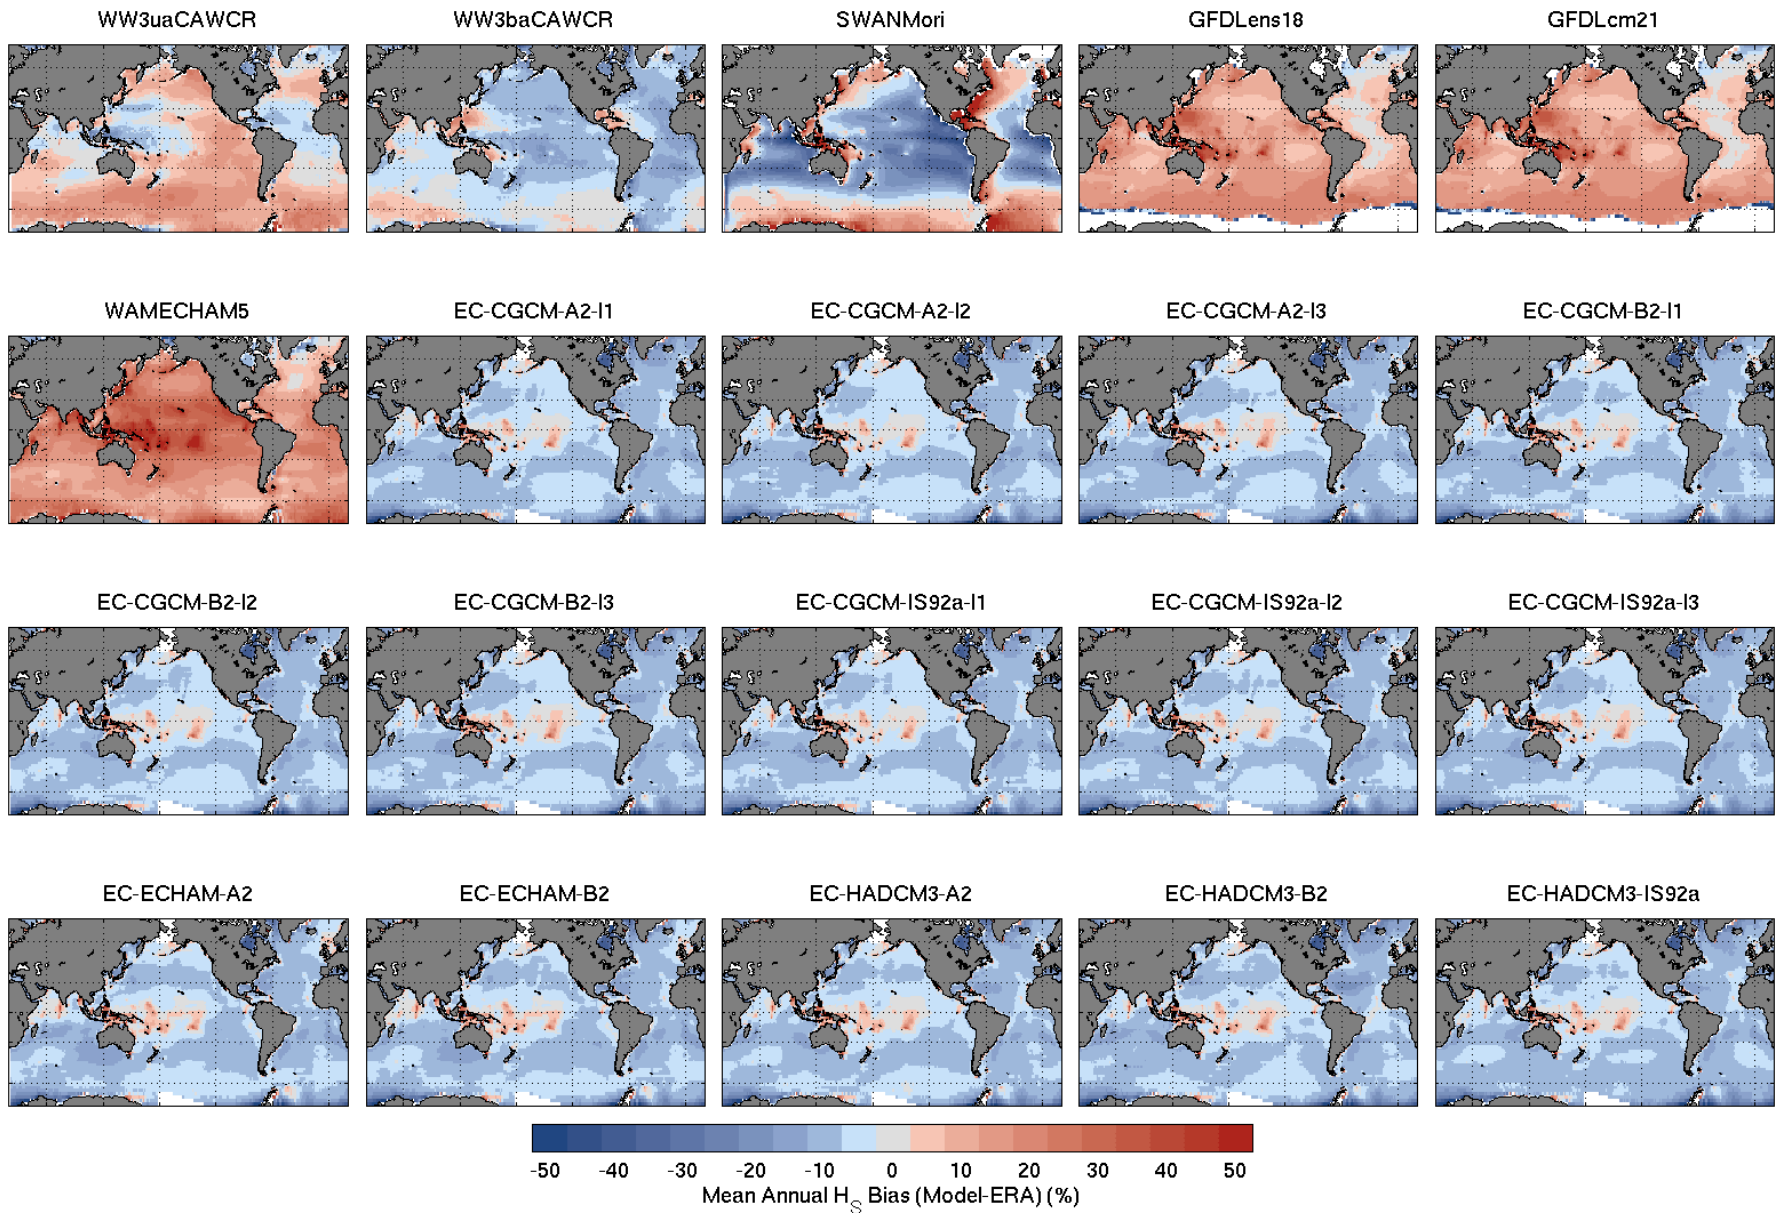 WW3uaCAWCR WW3baCAWCR SWANMori GFDLens18 GFDLcm21
WAMECHAM5 EC-CGCM-A2-I1 EC-CGCM-A2-I2 EC-CGCM-A2-I3 EC-CGCM-B2-I1
EC-CGCM-B2-I2 EC-CGCM-B2-I3 EC-CGCM-IS92a-I1 EC-CGCM-IS92a-I2 EC-CGCM-IS92a-I3
EC-ECHAM-A2 EC-ECHAM-B2 EC-HADCM3-A2 EC-HADCM3-B2 EC-HADCM3-IS92a
-50 -40 -30 -20 -10 0 10 20 30 40 50
Mean Annual H_S Bias (Model-ERA) (%)